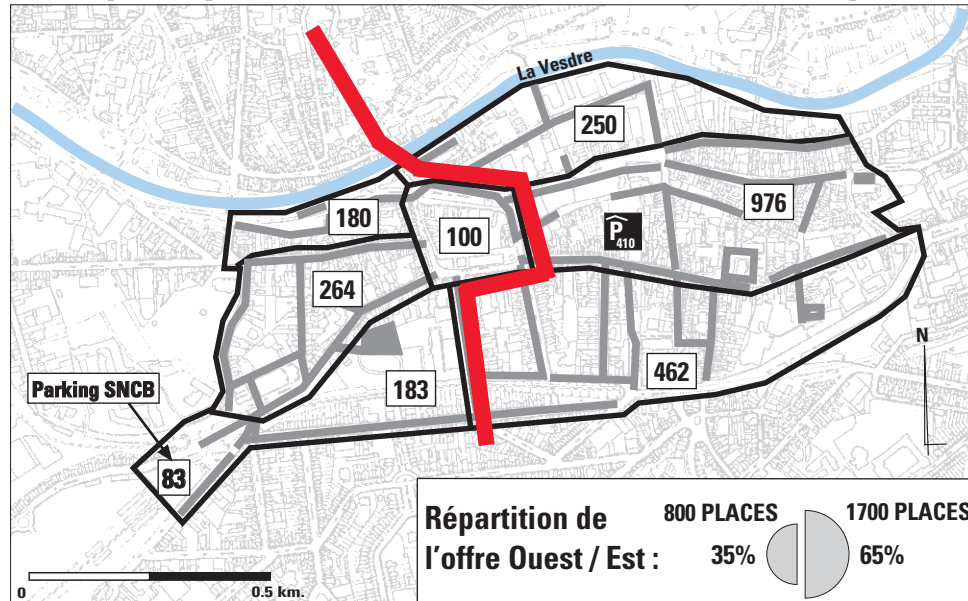 La Vesdre
250
180
100
976
P
410
264
183
462
Parking SNCB
83
N
Répartition de
l'offre Ouest / Est :
800 PLACES
35%
1700 PLACES
65%
0
0.5 km.